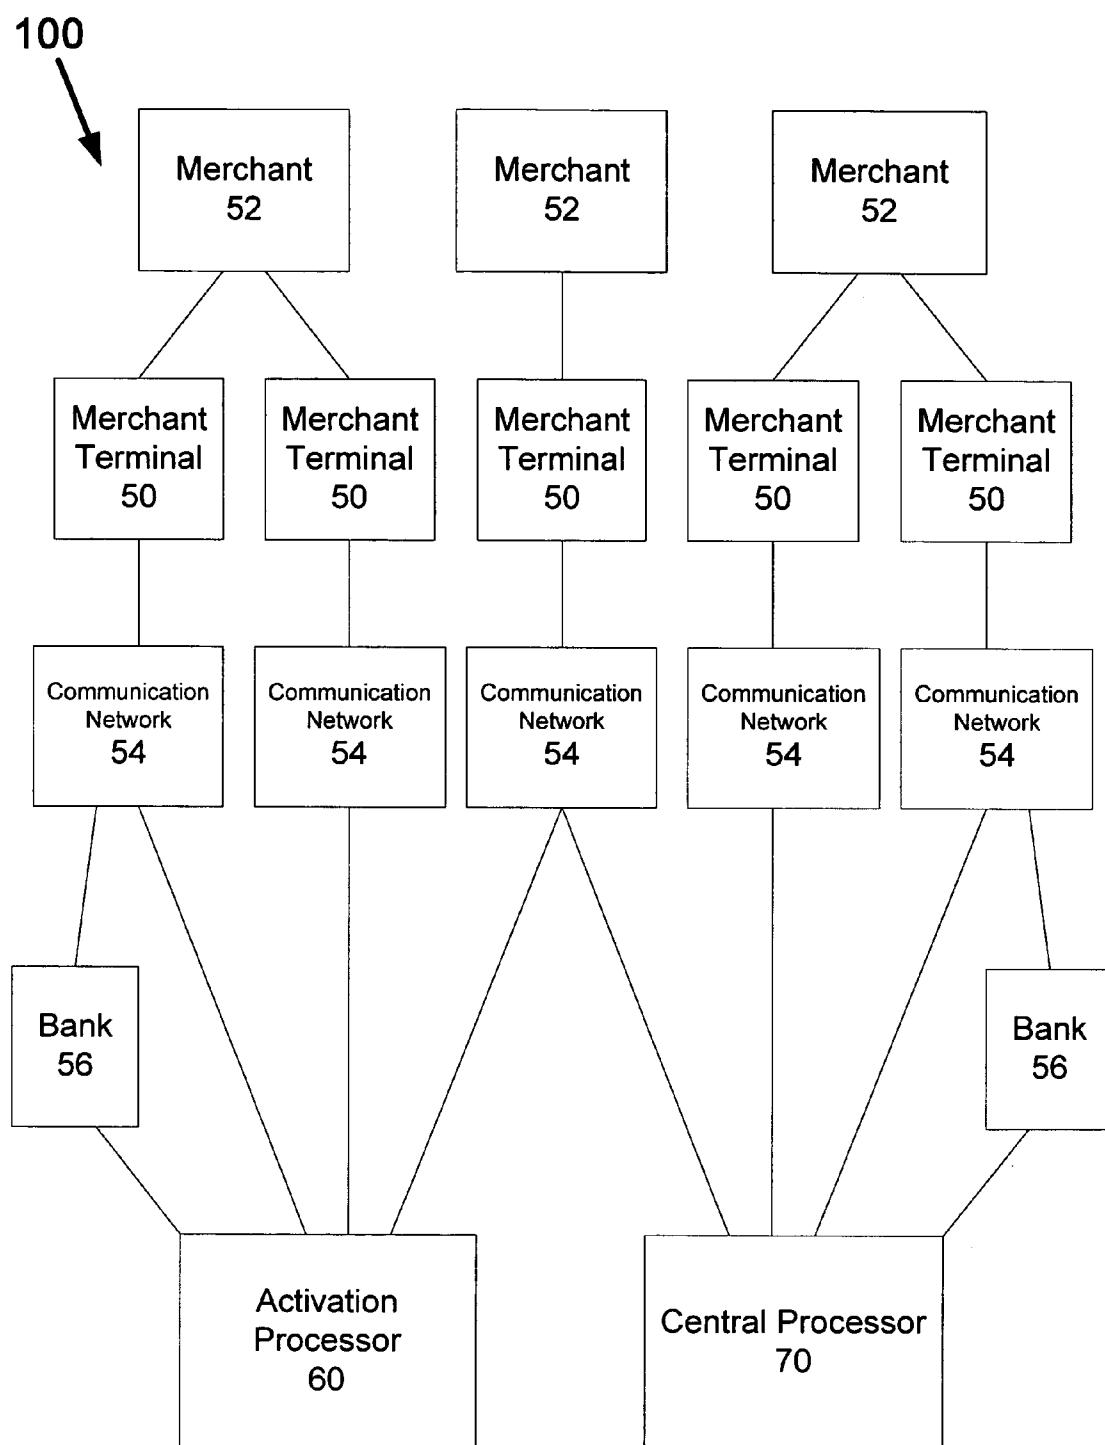 100
Merchant
52
Merchant
52
Merchant
52
Merchant
Terminal
50
Merchant
Terminal
50
Merchant
Terminal
50
Merchant
Terminal
50
Merchant
Terminal
50
Communication
Network
54
Communication
Network
54
Communication
Network
54
Communication
Network
54
Communication
Network
54
Bank
56
Bank
56
Activation
Processor
60
Central Processor
70